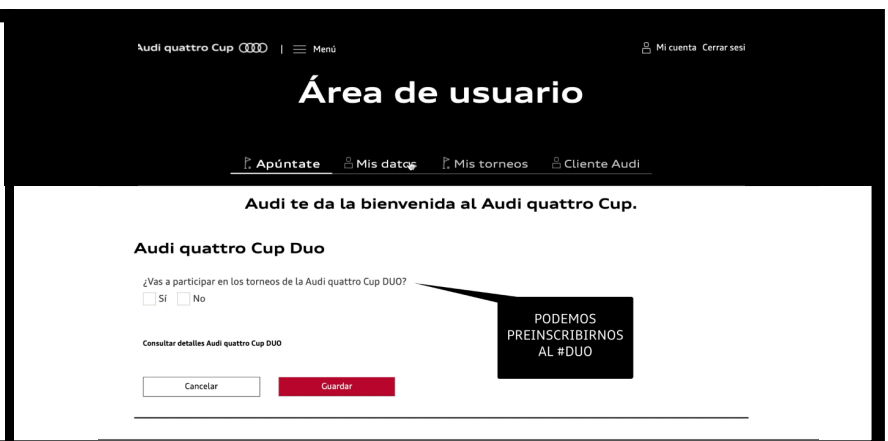 Audi quattro Cup | Menú
Mi cuenta Cerrar sesi
Área de usuario
Apúntate Mis datos Mis torneos Cliente Audi
Audi te da la bienvenida al Audi quattro Cup.
Audi quattro Cup Duo
¿Vas a participar en los torneos de la Audi quattro Cup DUO?
Sí No
PODEMOS
PREINSCRIBIRNOS
AL #DUO
Consultar detalles Audi quattro Cup DUO
Cancelar Guardar